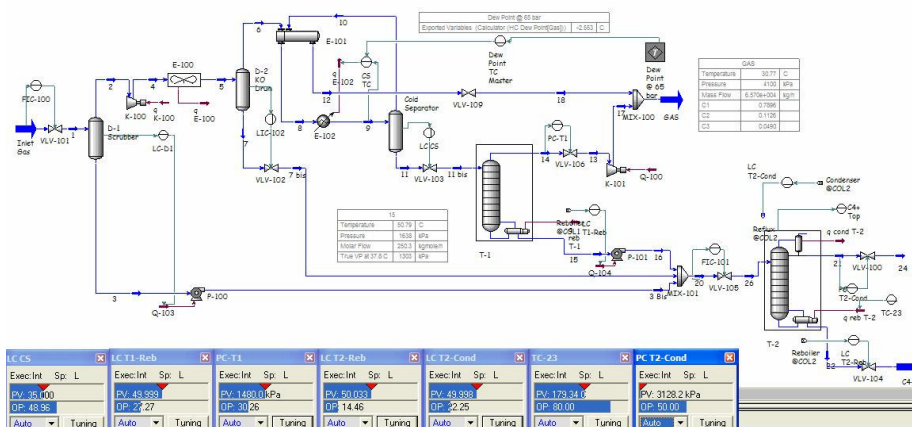 Dew Point @ 65 bar
Exported Variables (Calculator (HC Dew Point[Gas])) -2.553 C
6
10
E-101
q
E-102
CS
TC
Dew
Point
TC
Master
Dew
Point
@ 65
bar
GAS
Temperature 30.77 C
Pressure 4100 kPa
Mass Flow 6.570e+004 kg/h
C1 0.7896
C2 0.1126
C3 0.0490
FIC-100
2
4
E-100
5
D-2
KO
Drum
K-100
q
K-100
q
E-100
12
VLV-109
18
17
MIX-100
GAS
Inlet
Gas
VLV-101
1
D-1
Scrubber
LC-D1
LIC-102
8
E-102
9
Cold
Separator
LC CS
7
VLV-102
7 bis
11
VLV-103
11 bis
PC-T1
14
VLV-106
13
K-101
Q-100
LC
T2-Cond
Condenser
@COL2
C4+
Top
Reflux
@COL2
q cond T-2
15
Temperature 50.79 C
Pressure 1635 kPa
Molar Flow 250.3 kgmole/h
True VP at 37.8 C 1303 kPa
LC
T1-Reb
reb
T-1
T-1
15
Q-104
P-101
16
3
P-100
Q-103
3 Bis
MIX-101
20
FIC-101
VLV-105
26
21
VLV-100
24
T2-Cond
TC-23
q reb T-2
T-2
Reboiler
@COL2
LC
T2-Reb
22
VLV-104
LC CS
LC T1-Reb
PC-T1
LC T2-Reb
LC T2-Cond
TC-23
PC T2-Cond
Exec:Int Sp: L
Exec:Int Sp: L
Exec:Int Sp: L
Exec:Int Sp: L
Exec:Int Sp: L
Exec:Int Sp: L
Exec:Int Sp: L
PV: 35.000
PV: 49.999
PV: 1480.0 kPa
PV: 50.033
PV: 49.998
PV: 179.34 C
PV: 3128.2 kPa
OP: 48.96
OP: 27.27
OP: 30.26
OP: 14.46
OP: 22.25
OP: 80.00
OP: 50.00
Auto Tuning
Auto Tuning
Auto Tuning
Auto Tuning
Auto Tuning
Auto Tuning
Auto Tuning